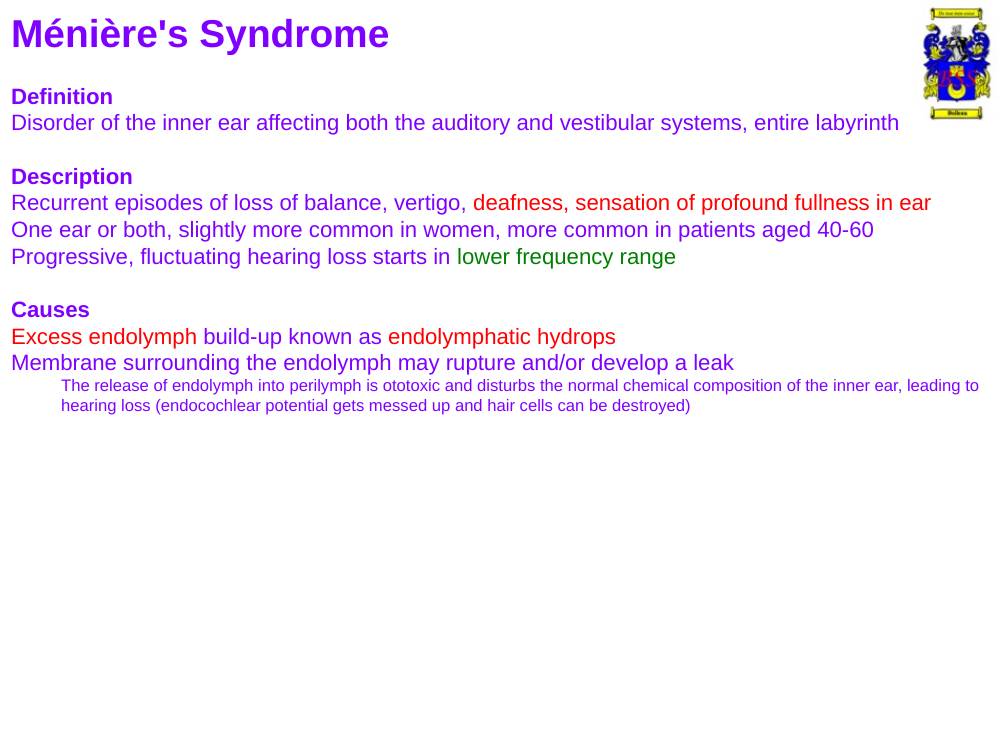 Ménière's Syndrome
Definition
Disorder of the inner ear affecting both the auditory and vestibular systems, entire labyrinth
Description
Recurrent episodes of loss of balance, vertigo, deafness, sensation of profound fullness in ear
One ear or both, slightly more common in women, more common in patients aged 40-60
Progressive, fluctuating hearing loss starts in lower frequency range
Causes
Excess endolymph build-up known as endolymphatic hydrops
Membrane surrounding the endolymph may rupture and/or develop a leak
The release of endolymph into perilymph is ototoxic and disturbs the normal chemical composition of the inner ear, leading to
hearing loss (endocochlear potential gets messed up and hair cells can be destroyed)